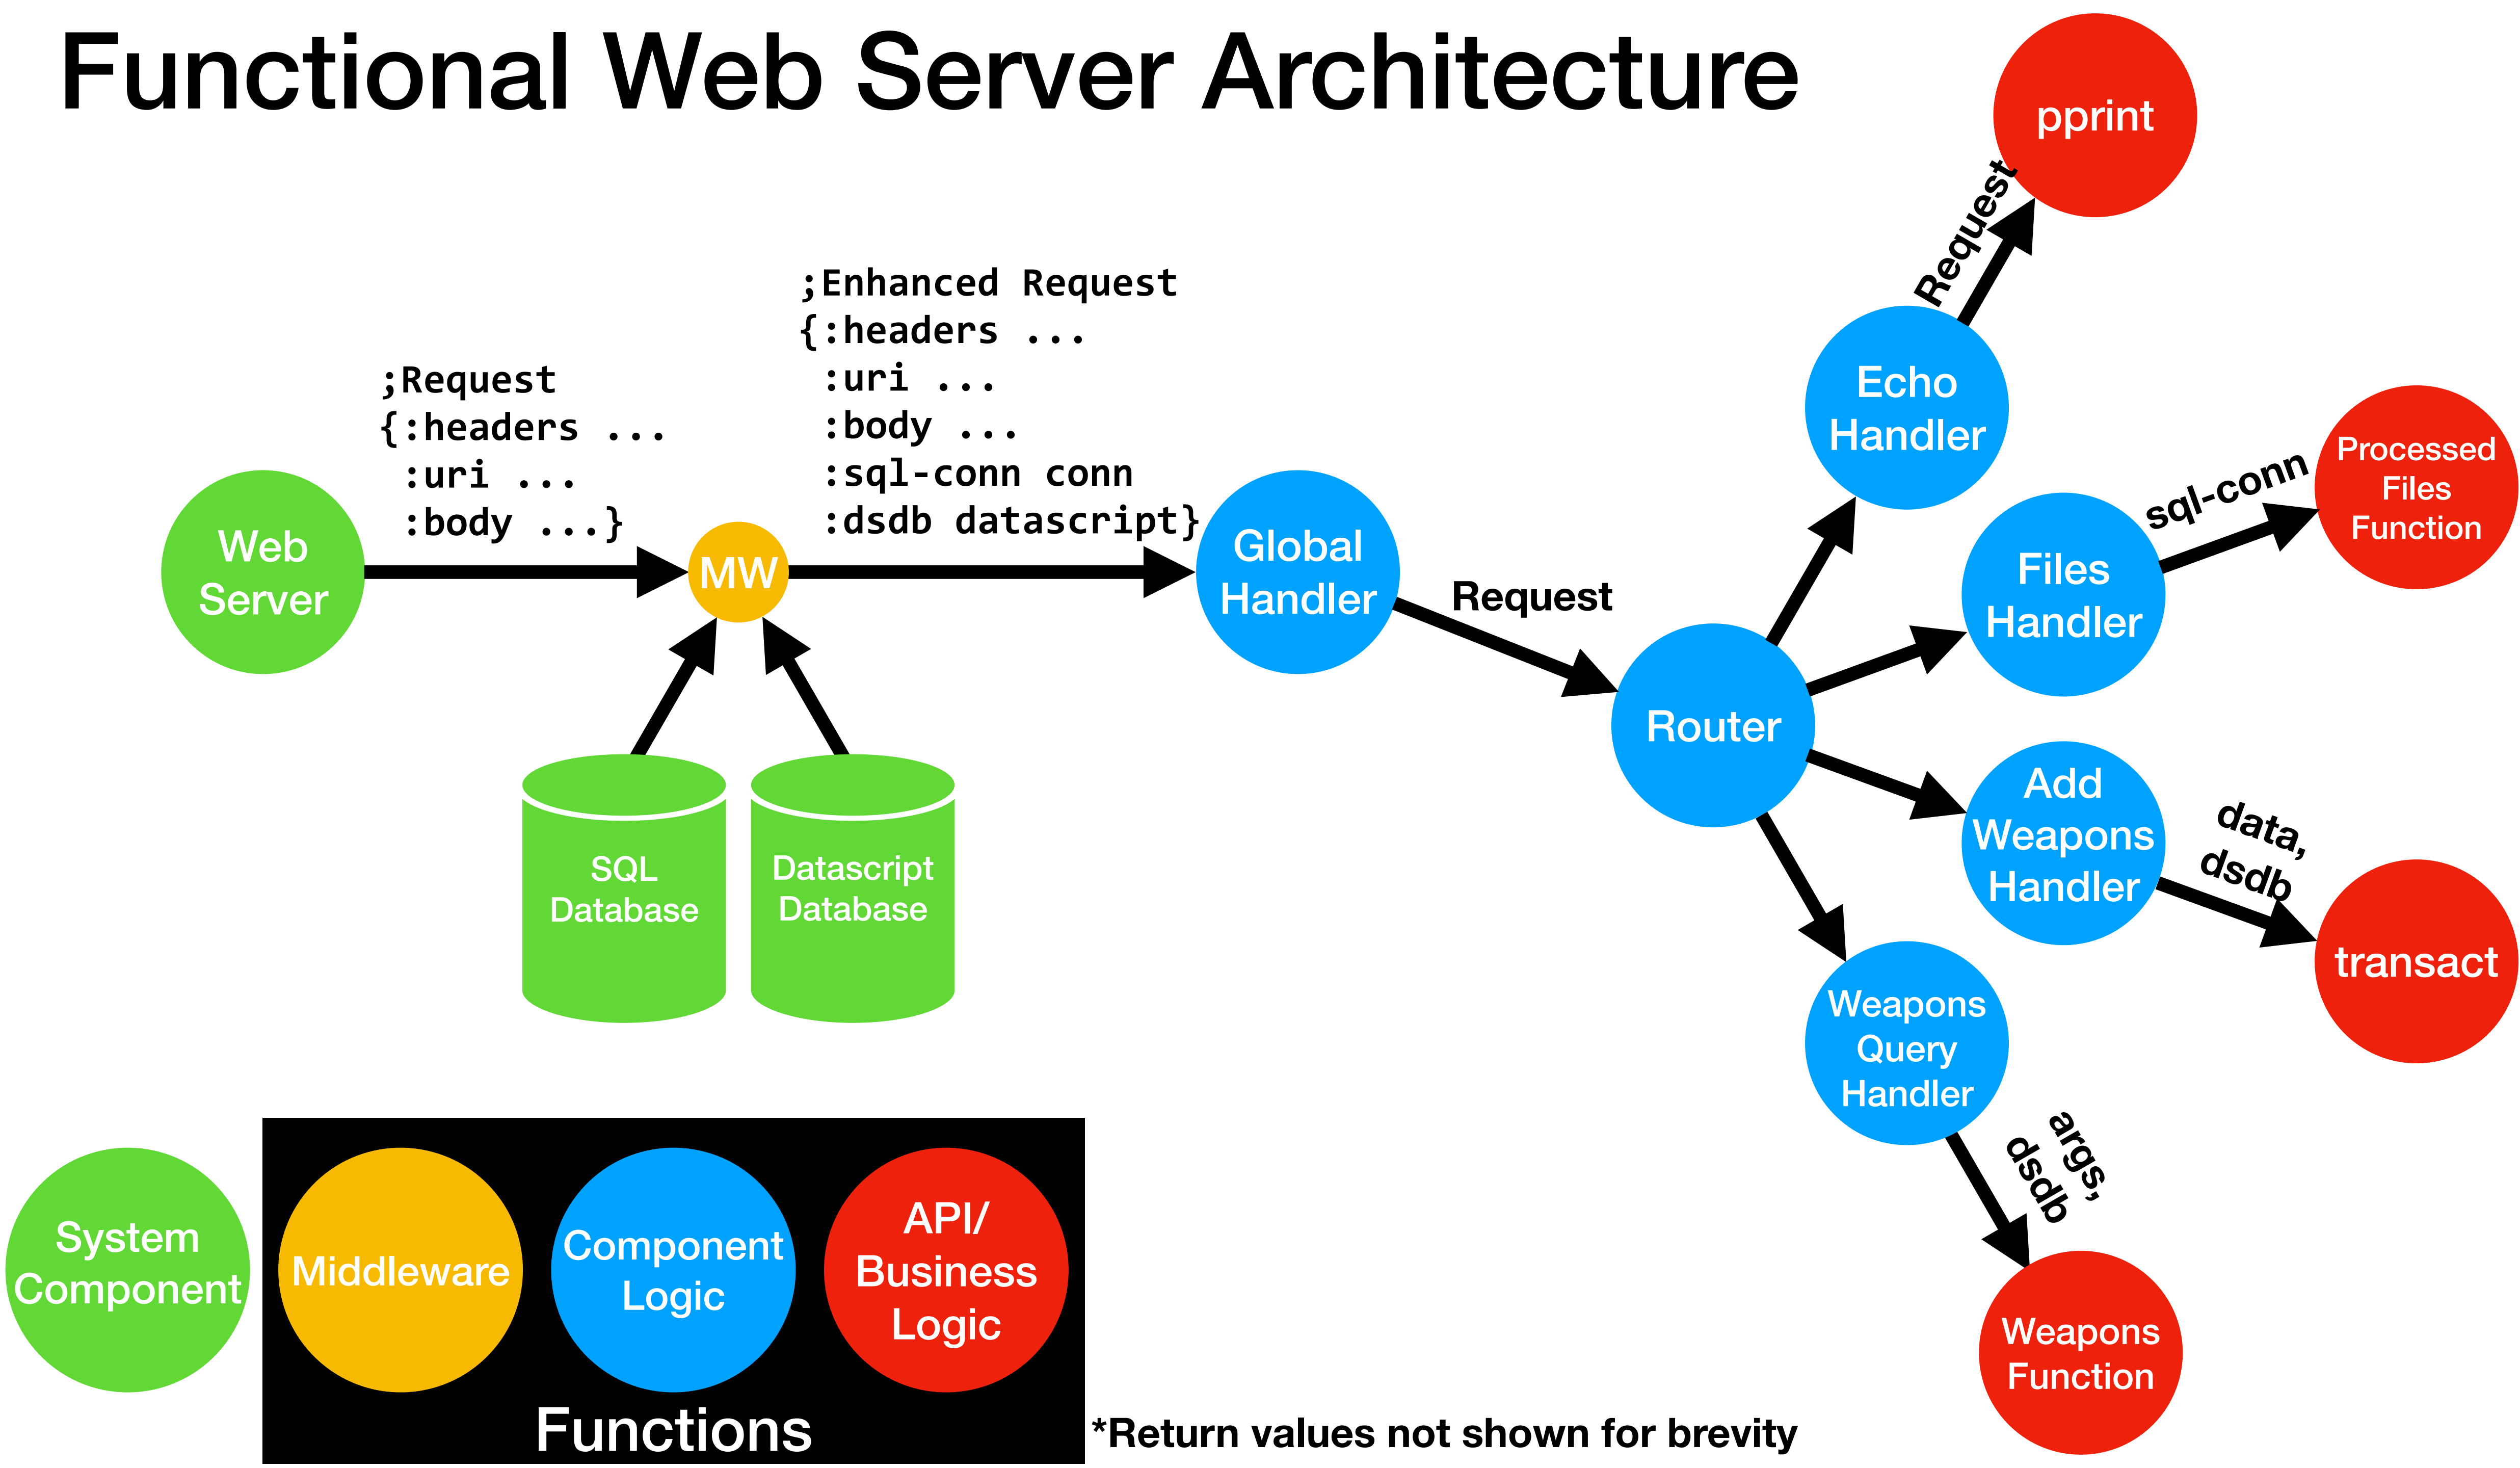 Functional Web Server Architecture
pprint
Request
;Enhanced Request
{:headers ...
:uri ...
:body ...
:sql-conn conn
:dsdb datascript}
;Request
{:headers ...
:uri ...
:body ...}
Echo
Handler
Processed
Files
Function
sql-conn
Web
Server
MW
Global
Handler
Request
Files
Handler
Router
Add
Weapons
Handler
data,
dsdb
transact
SQL
Database
Datascript
Database
Weapons
Query
Handler
args,
dsdb
Weapons
Function
System
Component
Middleware
Component
Logic
API/
Business
Logic
Functions
*Return values not shown for brevity